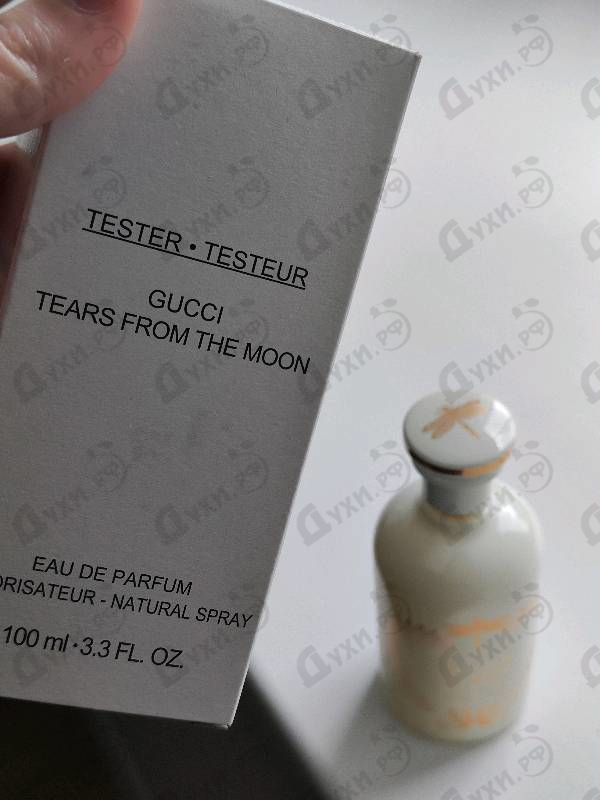 TESTER • TESTEUR
GUCCI
TEARS FROM THE MOON
EAU DE PARFUM
ORISATEUR - NATURAL SPRAY
100 ml • 3.3 FL. OZ.
Духи.рф